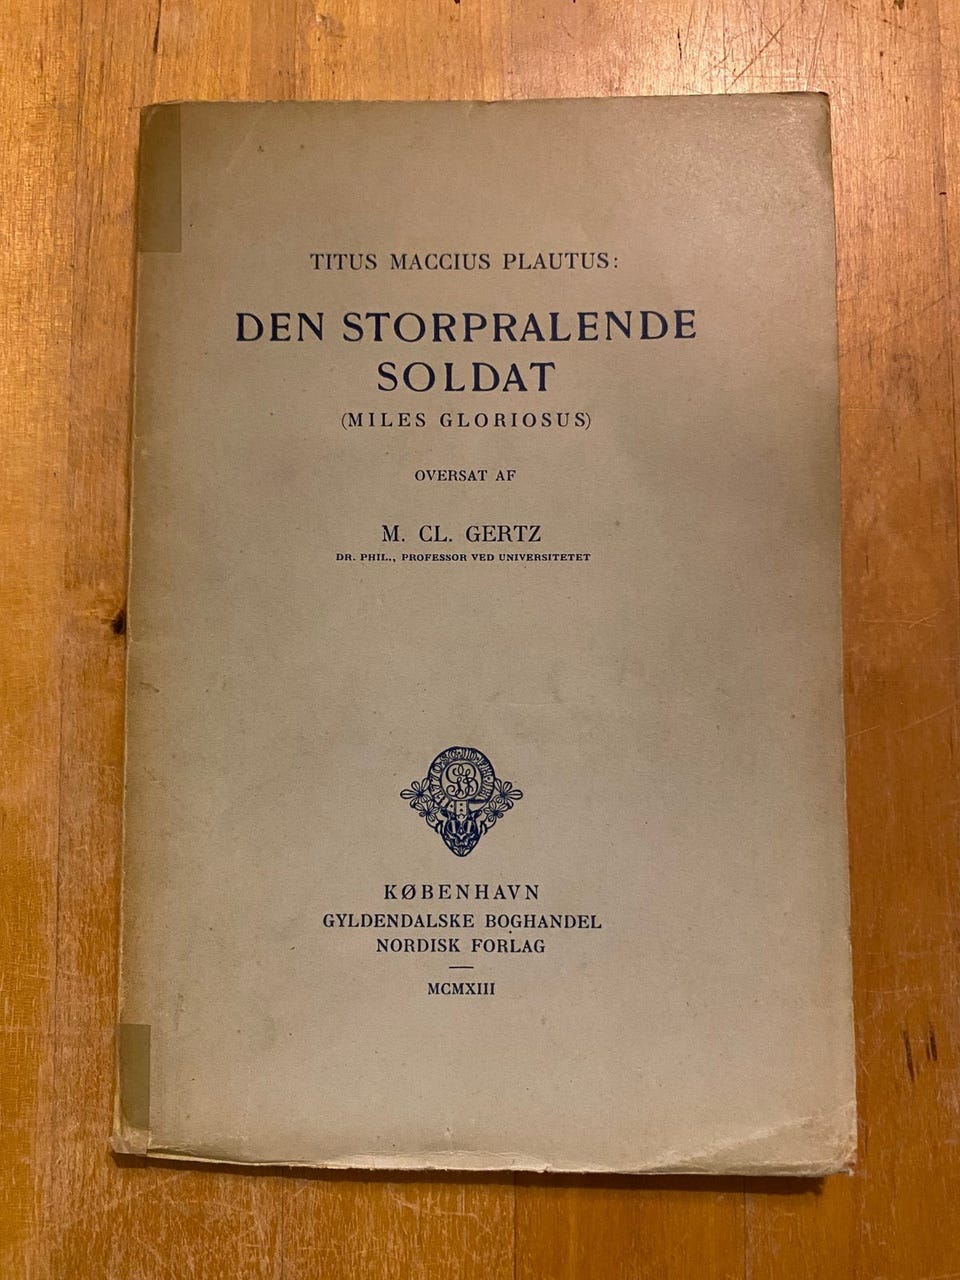 TITUS MACCIUS PLAUTUS:
DEN STORPRALENDE
SOLDAT
(MILES GLORIOSUS)
OVERSAT AF
M. CL. GERTZ
DR. PHIL., PROFESSOR VED UNIVERSITETET
KØBENHAVN
GYLDENDALSKE BOGHANDEL
NORDISK FORLAG
MCMXIII